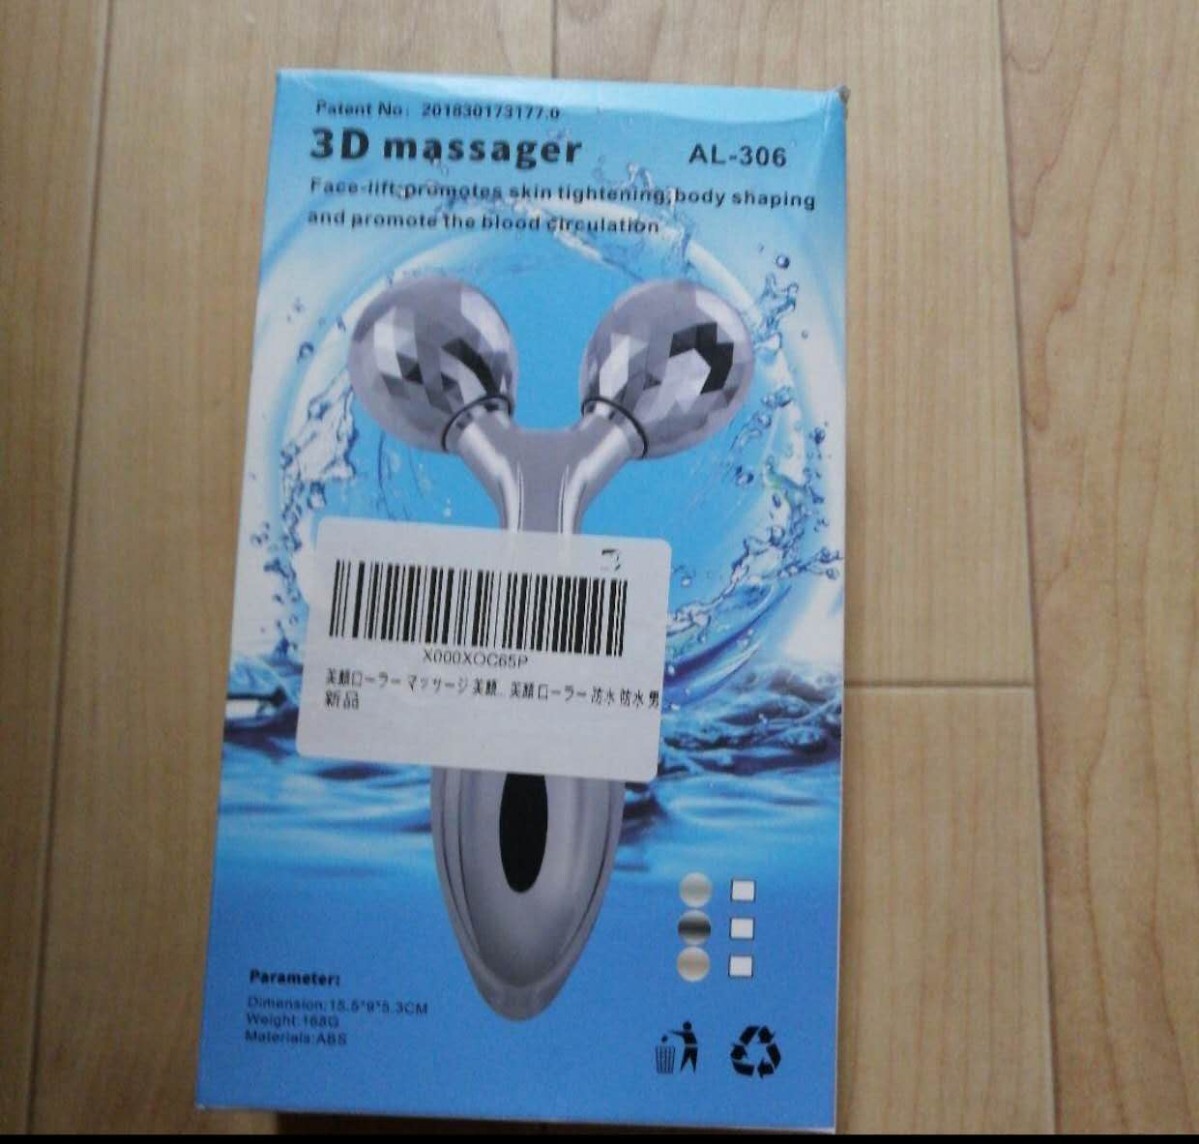 Patent No: 201830173177.0
3D massager
AL-306
Face-lift,promotes skin tightening,body shaping
and promote the blood circulation
X000XOC65P
美顔ローラー マッサージ 美顔... 美顔ローラー 防水 防水 男
新品
Parameter:
Dimension:15.5*9*5.3CM
Weight:168G
Materials:ABS